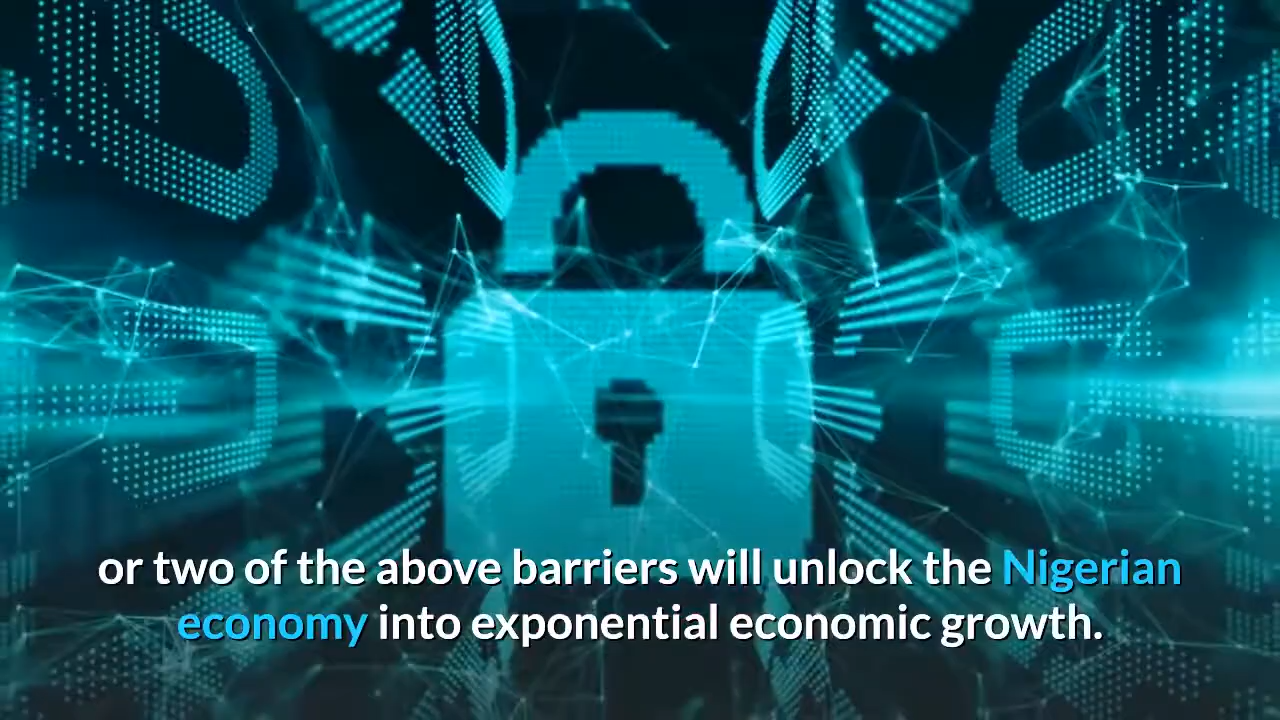 or two of the above barriers will unlock the Nigerian
economy into exponential economic growth.